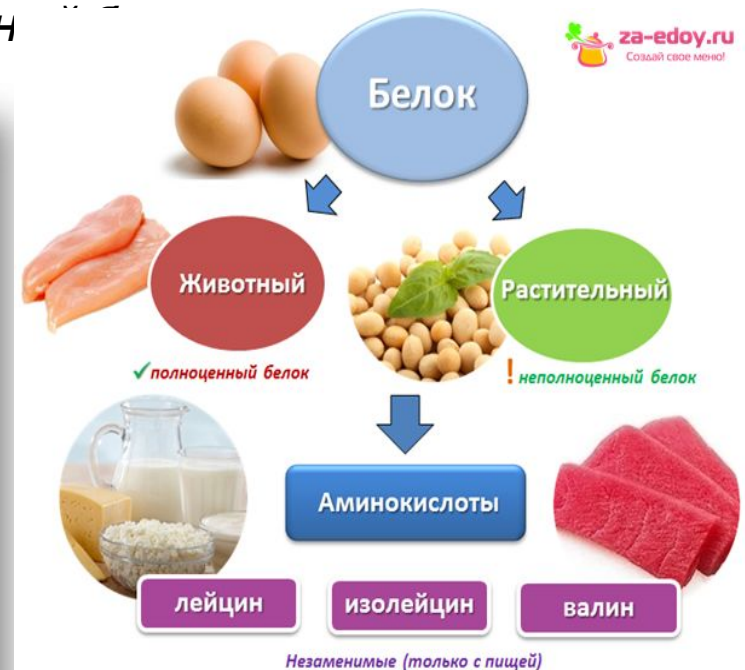 za-edoy.ru
Создай свое меню!
Белок
Животный
Растительный
✓полноценный белок
! неполноценный белок
Аминокислоты
лейцин
изолейцин
валин
Незаменимые (только с пищей)